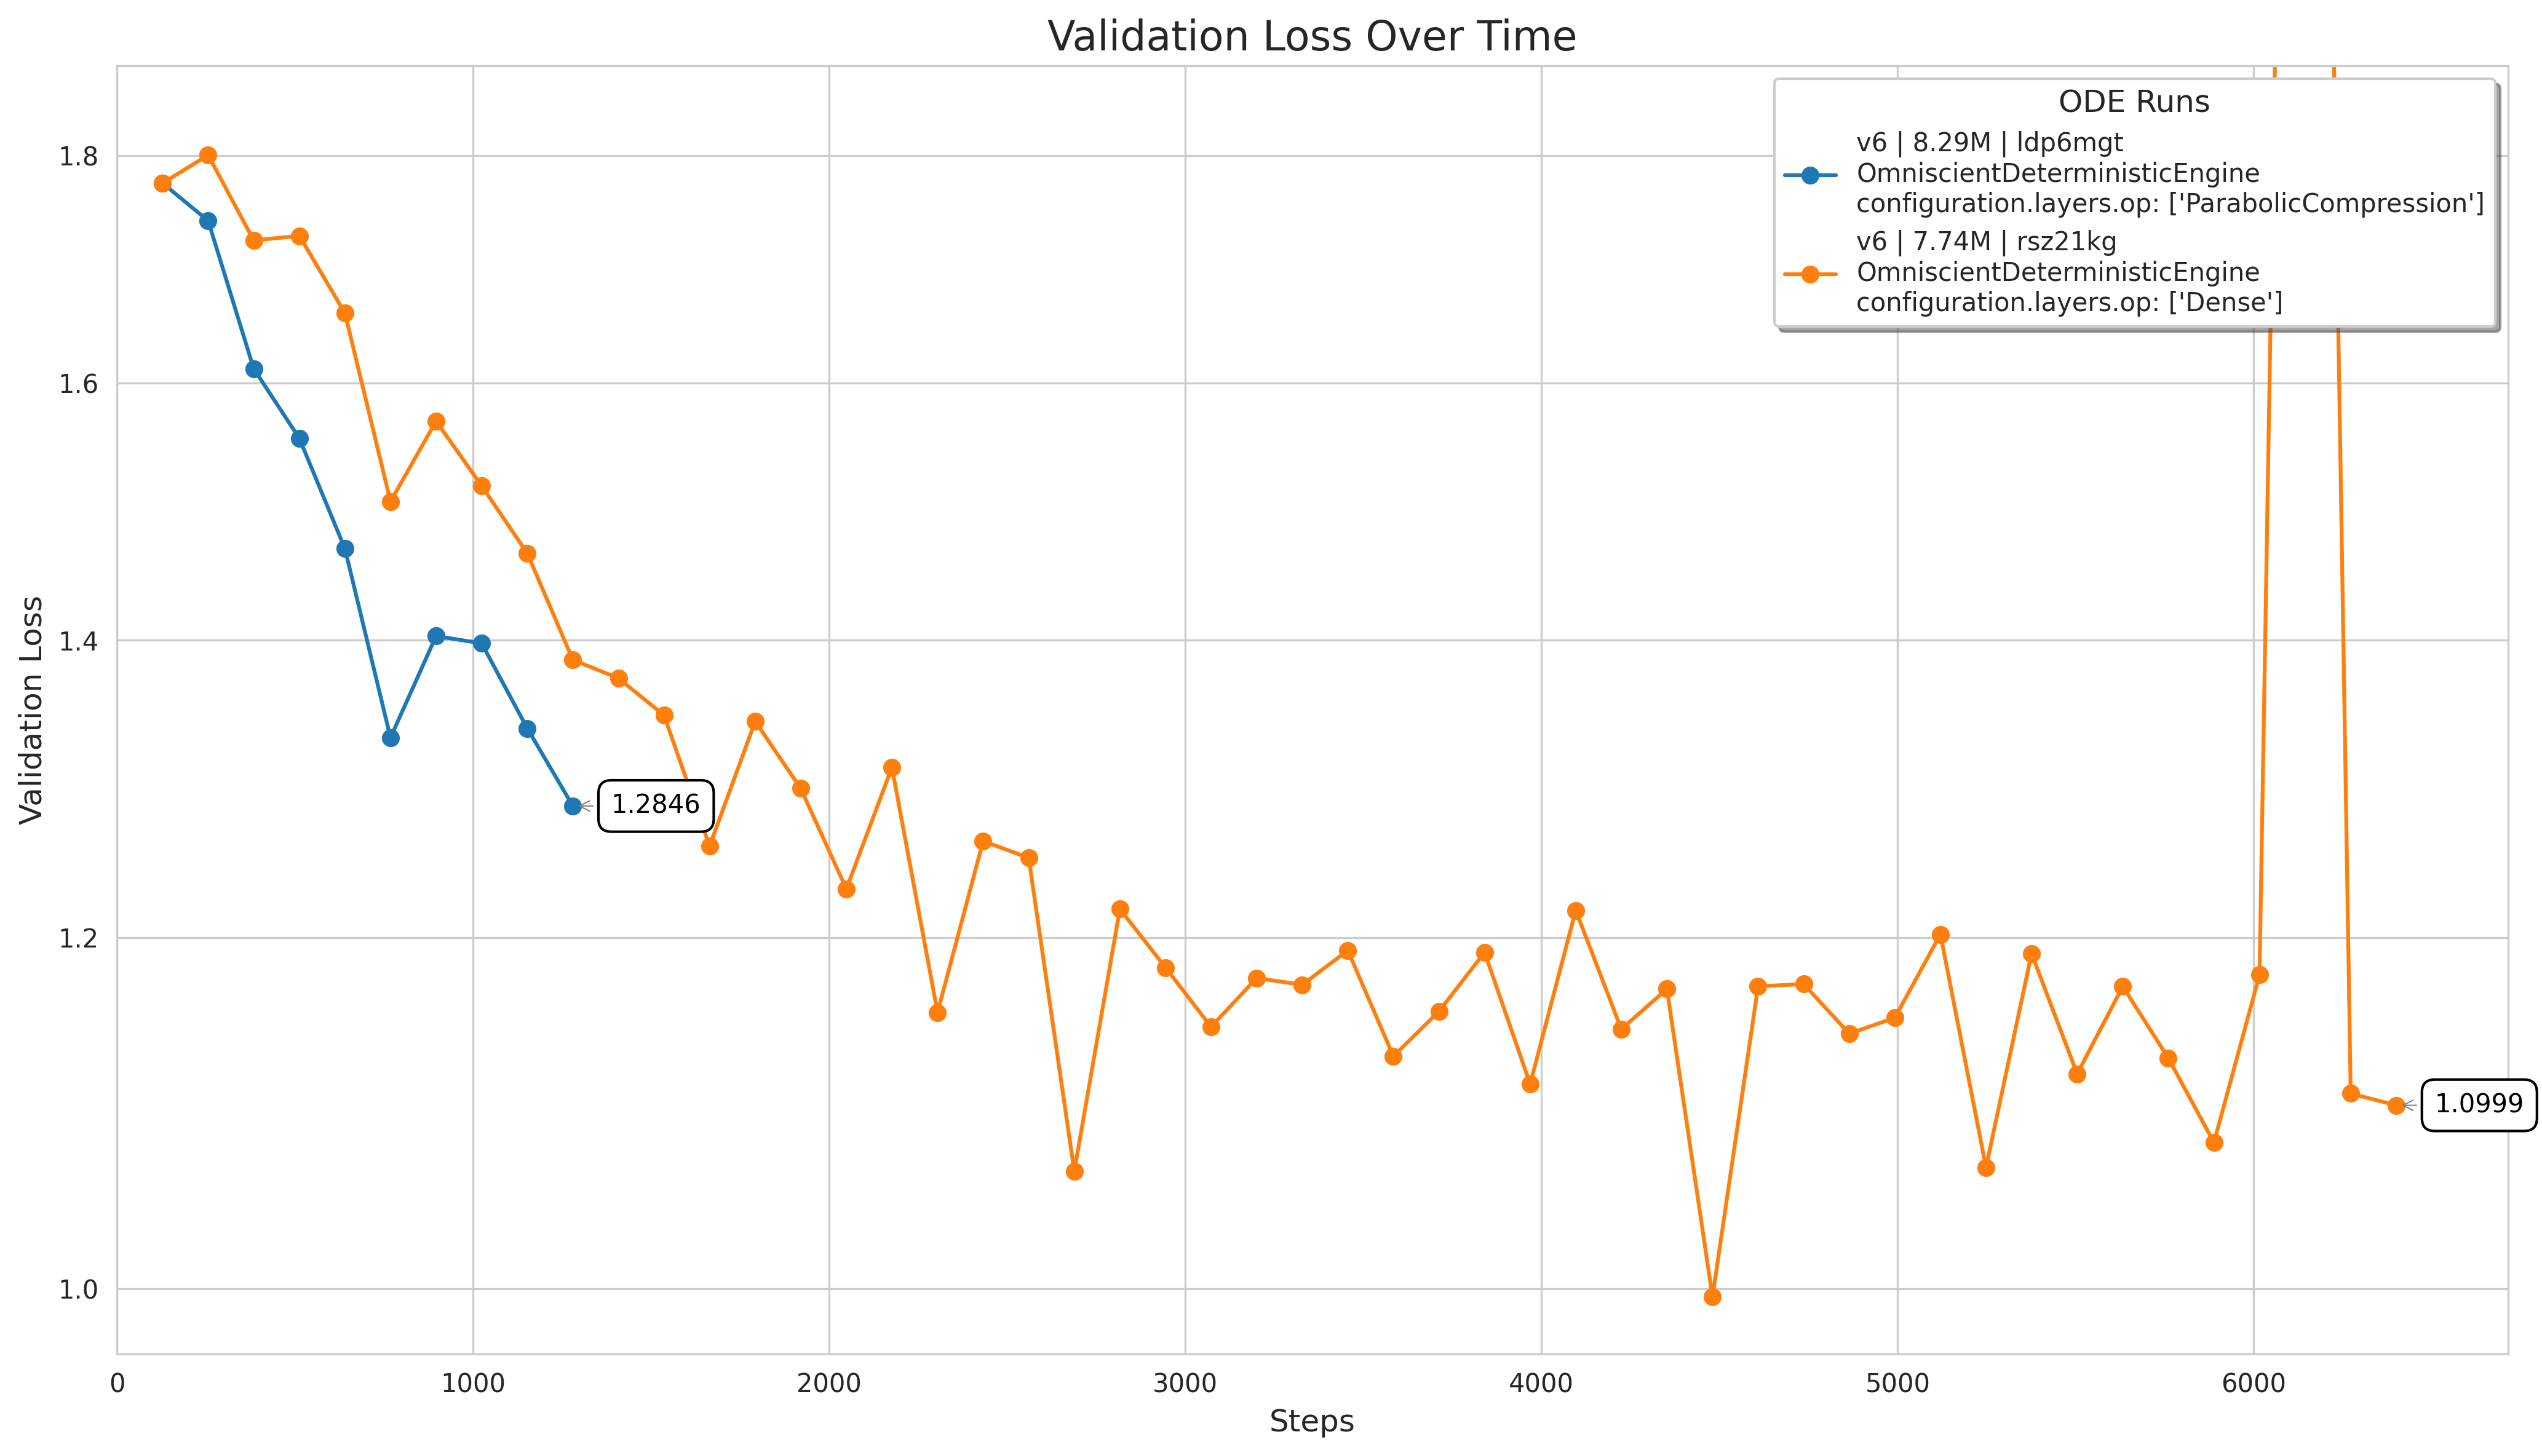 Validation Loss Over Time
ODE Runs
v6 | 8.29M | ldp6mgt
OmniscientDeterministicEngine
configuration.layers.op: ['ParabolicCompression']
v6 | 7.74M | rsz21kg
OmniscientDeterministicEngine
configuration.layers.op: ['Dense']
Validation Loss
1.8
1.6
1.4
1.2
1.0
1.2846
1.0999
0 1000 2000 3000 4000 5000 6000
Steps